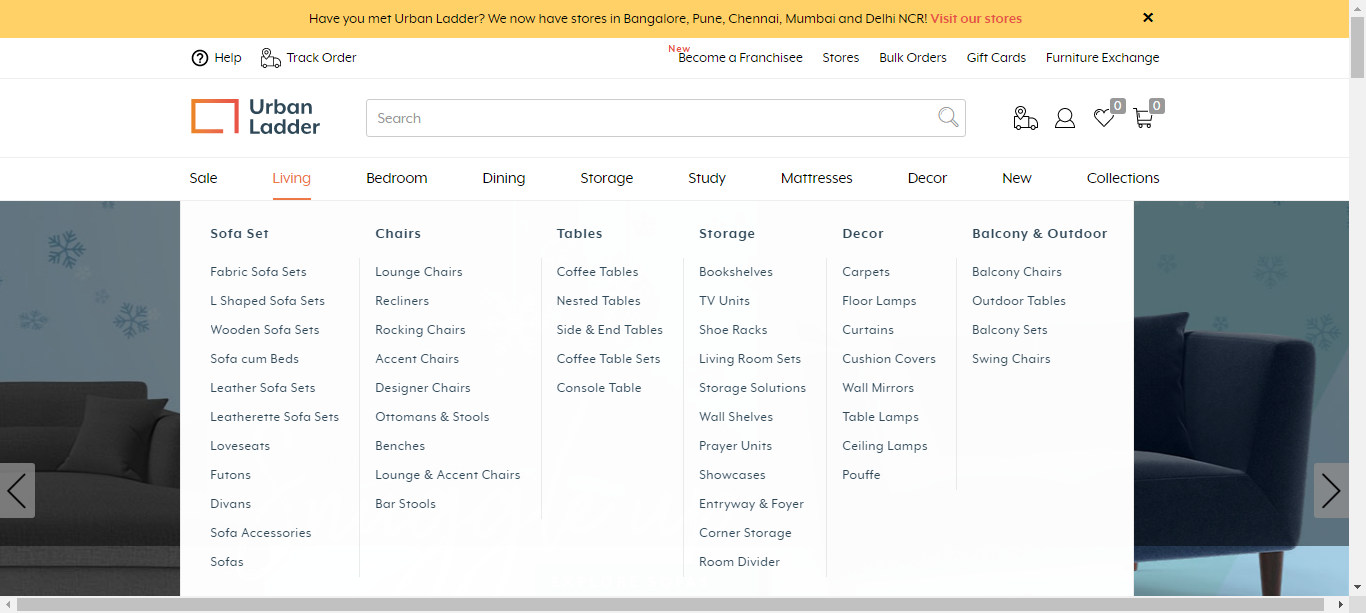 Have you met Urban Ladder? We now have stores in Bangalore, Pune, Chennai, Mumbai and Delhi NCR! Visit our stores
Help
Track Order
New
Become a Franchisee
Stores
Bulk Orders
Gift Cards
Furniture Exchange
Urban
Ladder
Search
0
0
Sale
Living
Bedroom
Dining
Storage
Study
Mattresses
Decor
New
Collections
Sofa Set
Fabric Sofa Sets
L Shaped Sofa Sets
Wooden Sofa Sets
Sofa cum Beds
Leather Sofa Sets
Leatherette Sofa Sets
Loveseats
Futons
Divans
Sofa Accessories
Sofas
Chairs
Lounge Chairs
Recliners
Rocking Chairs
Accent Chairs
Designer Chairs
Ottomans & Stools
Benches
Lounge & Accent Chairs
Bar Stools
Tables
Coffee Tables
Nested Tables
Side & End Tables
Coffee Table Sets
Console Table
Storage
Bookshelves
TV Units
Shoe Racks
Living Room Sets
Storage Solutions
Wall Shelves
Prayer Units
Showcases
Entryway & Foyer
Corner Storage
Room Divider
Decor
Carpets
Floor Lamps
Curtains
Cushion Covers
Wall Mirrors
Table Lamps
Ceiling Lamps
Pouffe
Balcony & Outdoor
Balcony Chairs
Outdoor Tables
Balcony Sets
Swing Chairs